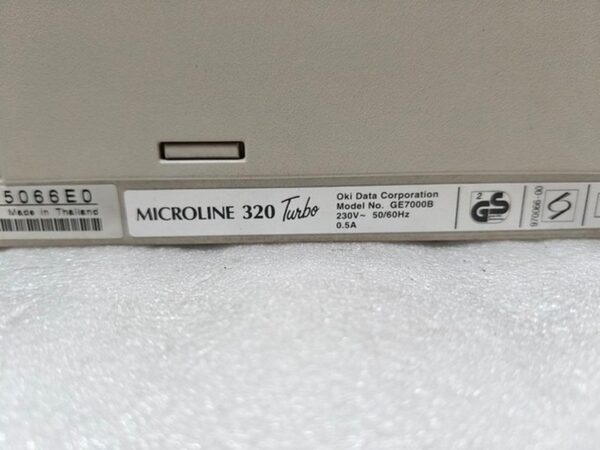 5066E0
Made in Thailand
MICROLINE 320 Turbo
Oki Data Corporation
Model No. GE7000B
230V~ 50/60Hz
0.5A
2
GS
970066-00
S